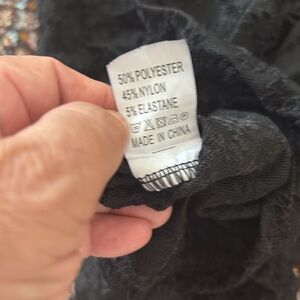 50% POLYESTER
45% NYLON
5% ELASTANE
MADE IN CHINA